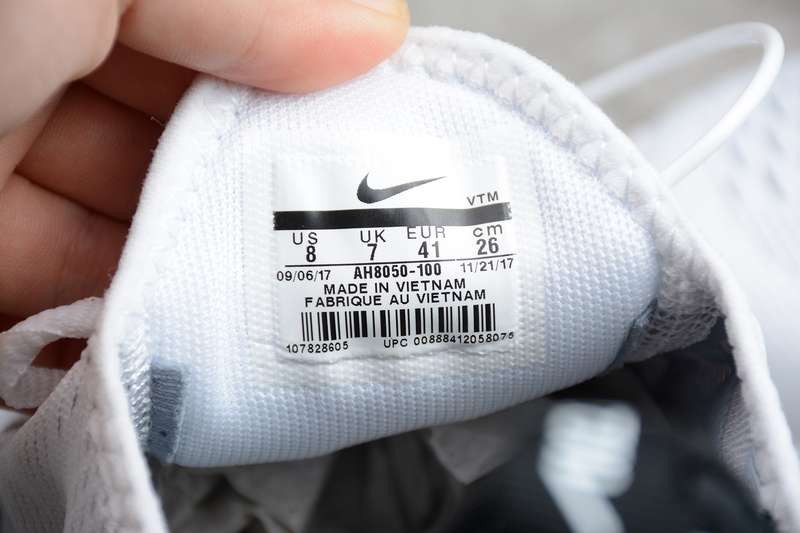 VTM
US UK EUR cm
8 7 41 26
09/06/17 AH8050-100 11/21/17
MADE IN VIETNAM
FABRIQUE AU VIETNAM
107828605 UPC 00888412058075